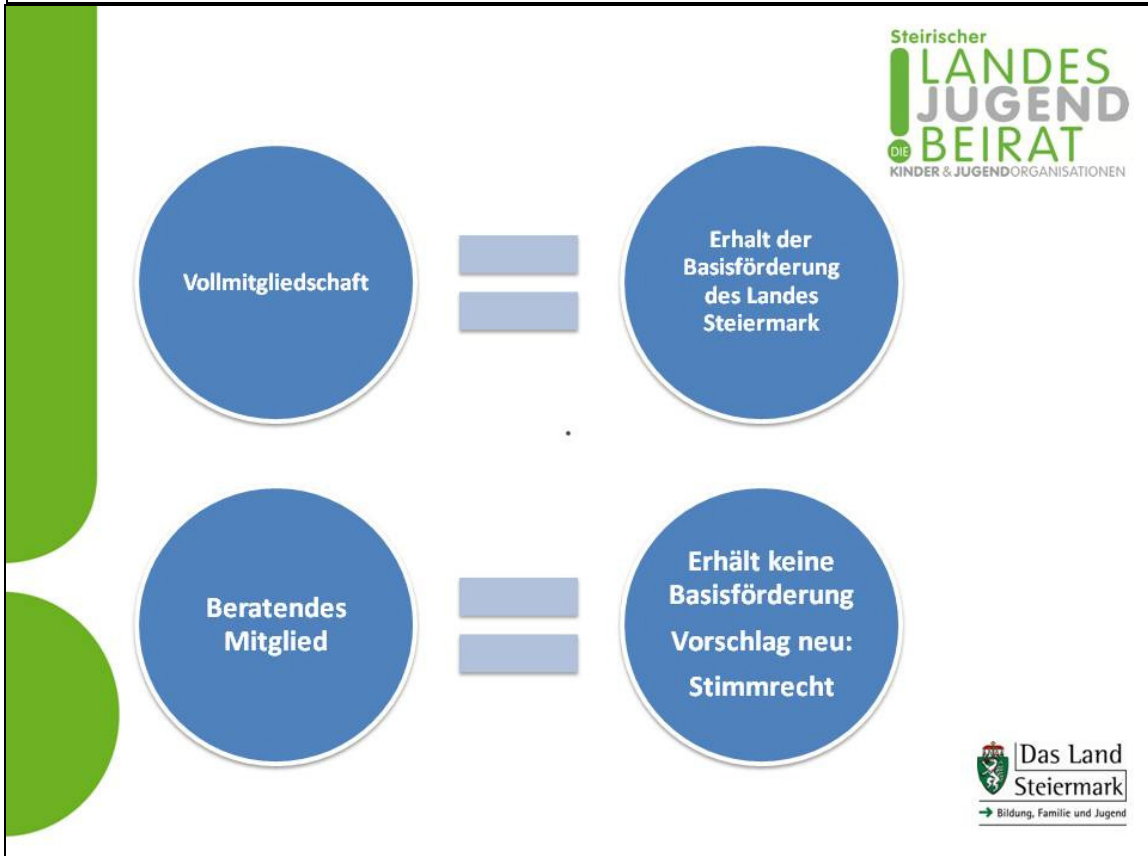 Steirischer
LANDES
JUGEND
DIE BEIRAT
KINDER & JUGENDORGANISATIONEN
Vollmitgliedschaft
Erhalt der
Basisförderung
des Landes
Steiermark
Beratendes
Mitglied
Erhält keine
Basisförderung
Vorschlag neu:
Stimmrecht
Das Land
Steiermark
→ Bildung, Familie und Jugend